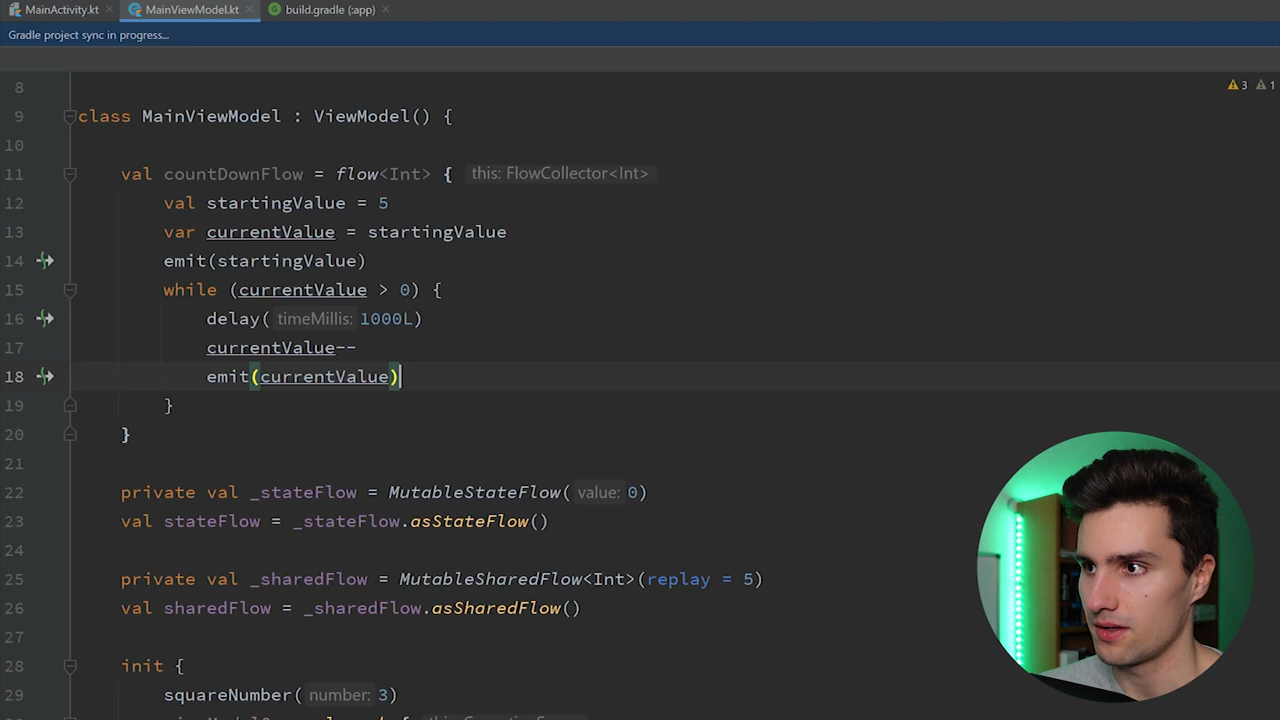 MainActivity.kt MainViewModel.kt build.gradle (:app)
Gradle project sync in progress...
3 1
8
9 class MainViewModel : ViewModel() {
10
11 val countDownFlow = flow<Int> { this: FlowCollector<Int>
12 val startingValue = 5
13 var currentValue = startingValue
14 emit(startingValue)
15 while (currentValue > 0) {
16 delay( timeMillis: 1000L)
17 currentValue--
18 emit(currentValue)
19 }
20 }
21
22 private val _stateFlow = MutableStateFlow( value: 0)
23 val stateFlow = _stateFlow.asStateFlow()
24
25 private val _sharedFlow = MutableSharedFlow<Int>(replay = 5)
26 val sharedFlow = _sharedFlow.asSharedFlow()
27
28 init {
29 squareNumber( number: 3)